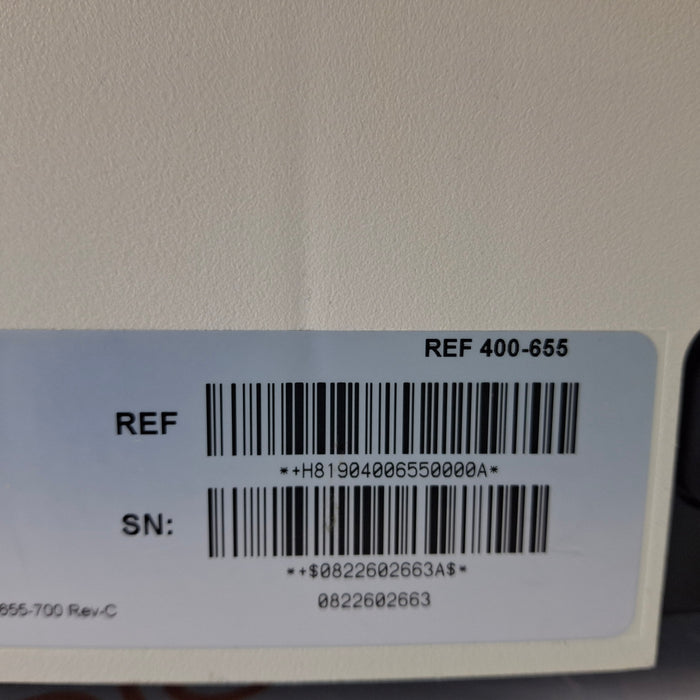 REF 400-655
REF
*+H81904006550000A*
SN:
*+$0822602663A$*
0822602663
655-700 Rev-C